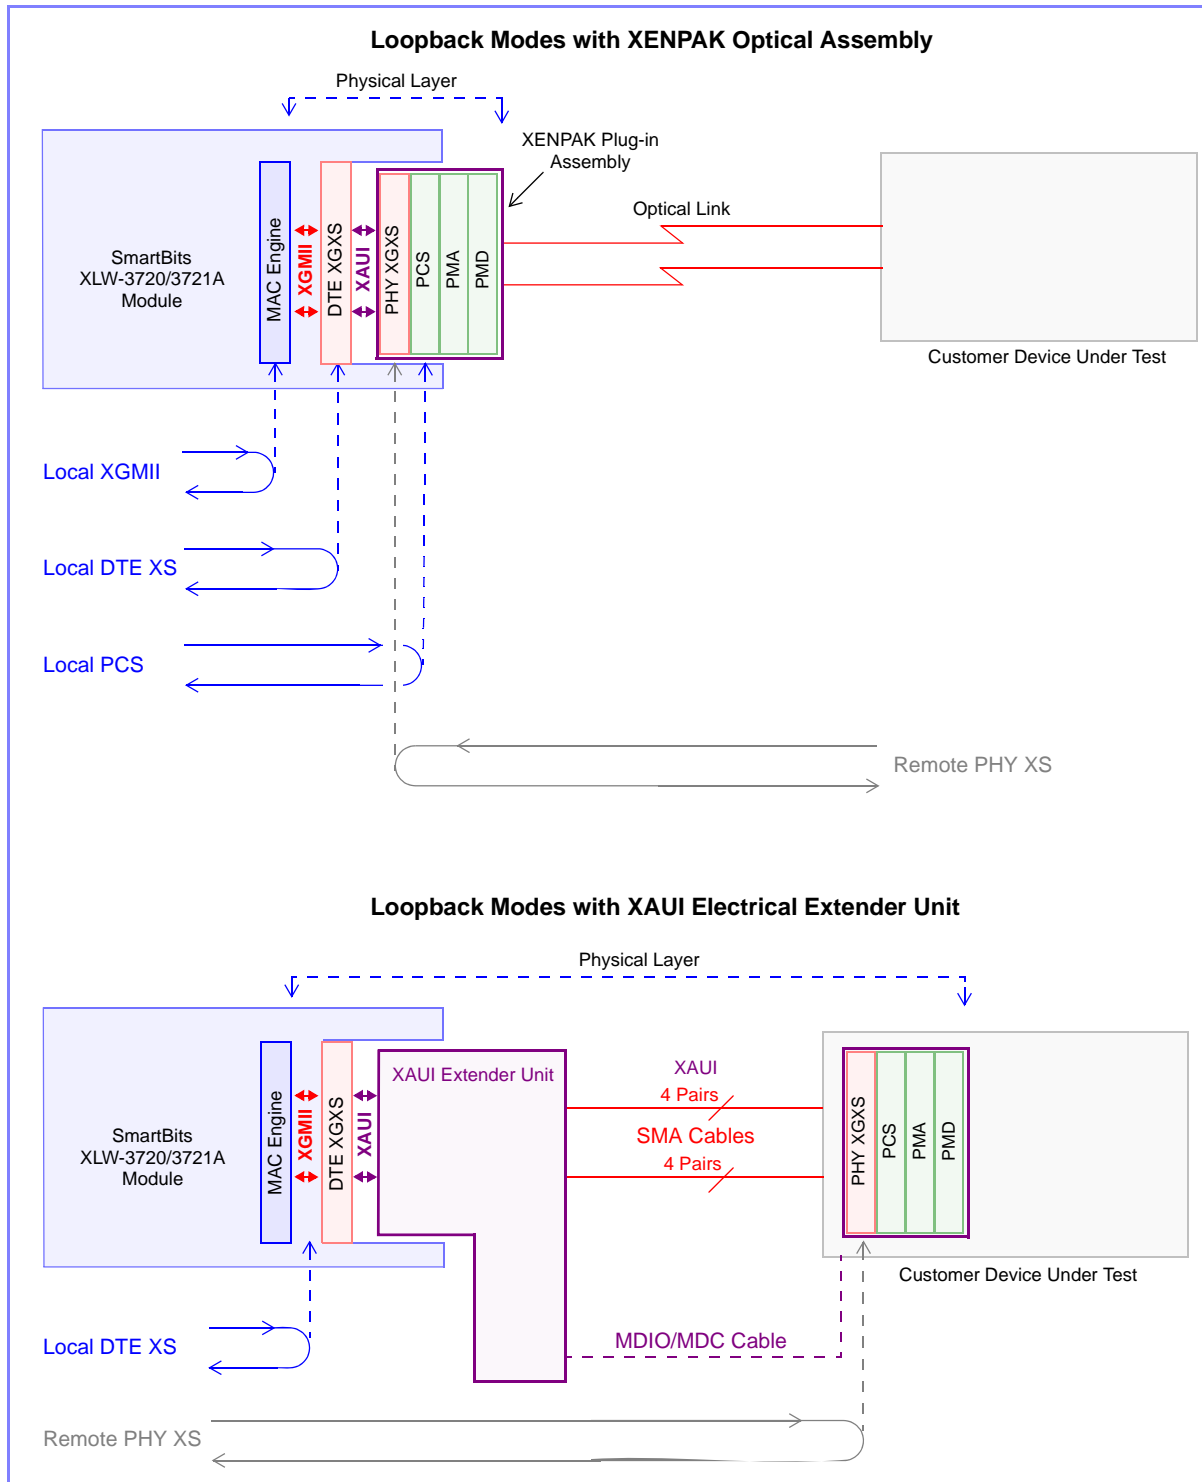 Loopback Modes with XENPAK Optical Assembly
Physical Layer
XENPAK Plug-in
Assembly
SmartBits
XLW-3720/3721A
Module
MAC Engine
XGMII
DTE XGXS
XAUI
PHY XGXS
PCS
PMA
PMD
Optical Link
Customer Device Under Test
Local XGMII
Local DTE XS
Local PCS
Remote PHY XS
Loopback Modes with XAUI Electrical Extender Unit
Physical Layer
SmartBits
XLW-3720/3721A
Module
MAC Engine
XGMII
DTE XGXS
XAUI
XAUI Extender Unit
XAUI
4 Pairs
SMA Cables
4 Pairs
PHY XGXS
PCS
PMA
PMD
Customer Device Under Test
Local DTE XS
MDIO/MDC Cable
Remote PHY XS